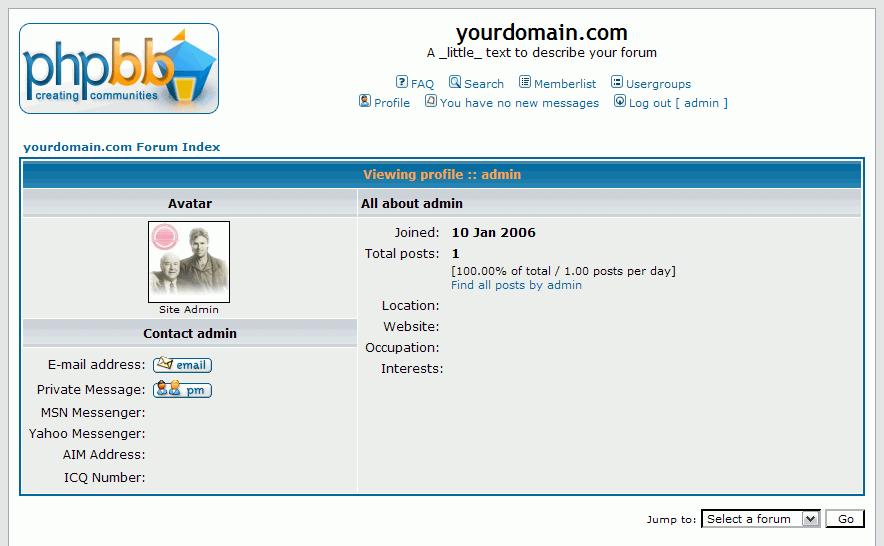 phpBB
creating communities
yourdomain.com
A _little_ text to describe your forum
FAQ Search Memberlist Usergroups
Profile You have no new messages Log out [ admin ]
yourdomain.com Forum Index
Viewing profile :: admin
Avatar
Site Admin
Contact admin
E-mail address: email
Private Message: pm
MSN Messenger:
Yahoo Messenger:
AIM Address:
ICQ Number:
All about admin
Joined: 10 Jan 2006
Total posts: 1
[100.00% of total / 1.00 posts per day]
Find all posts by admin
Location:
Website:
Occupation:
Interests:
Jump to: Select a forum Go